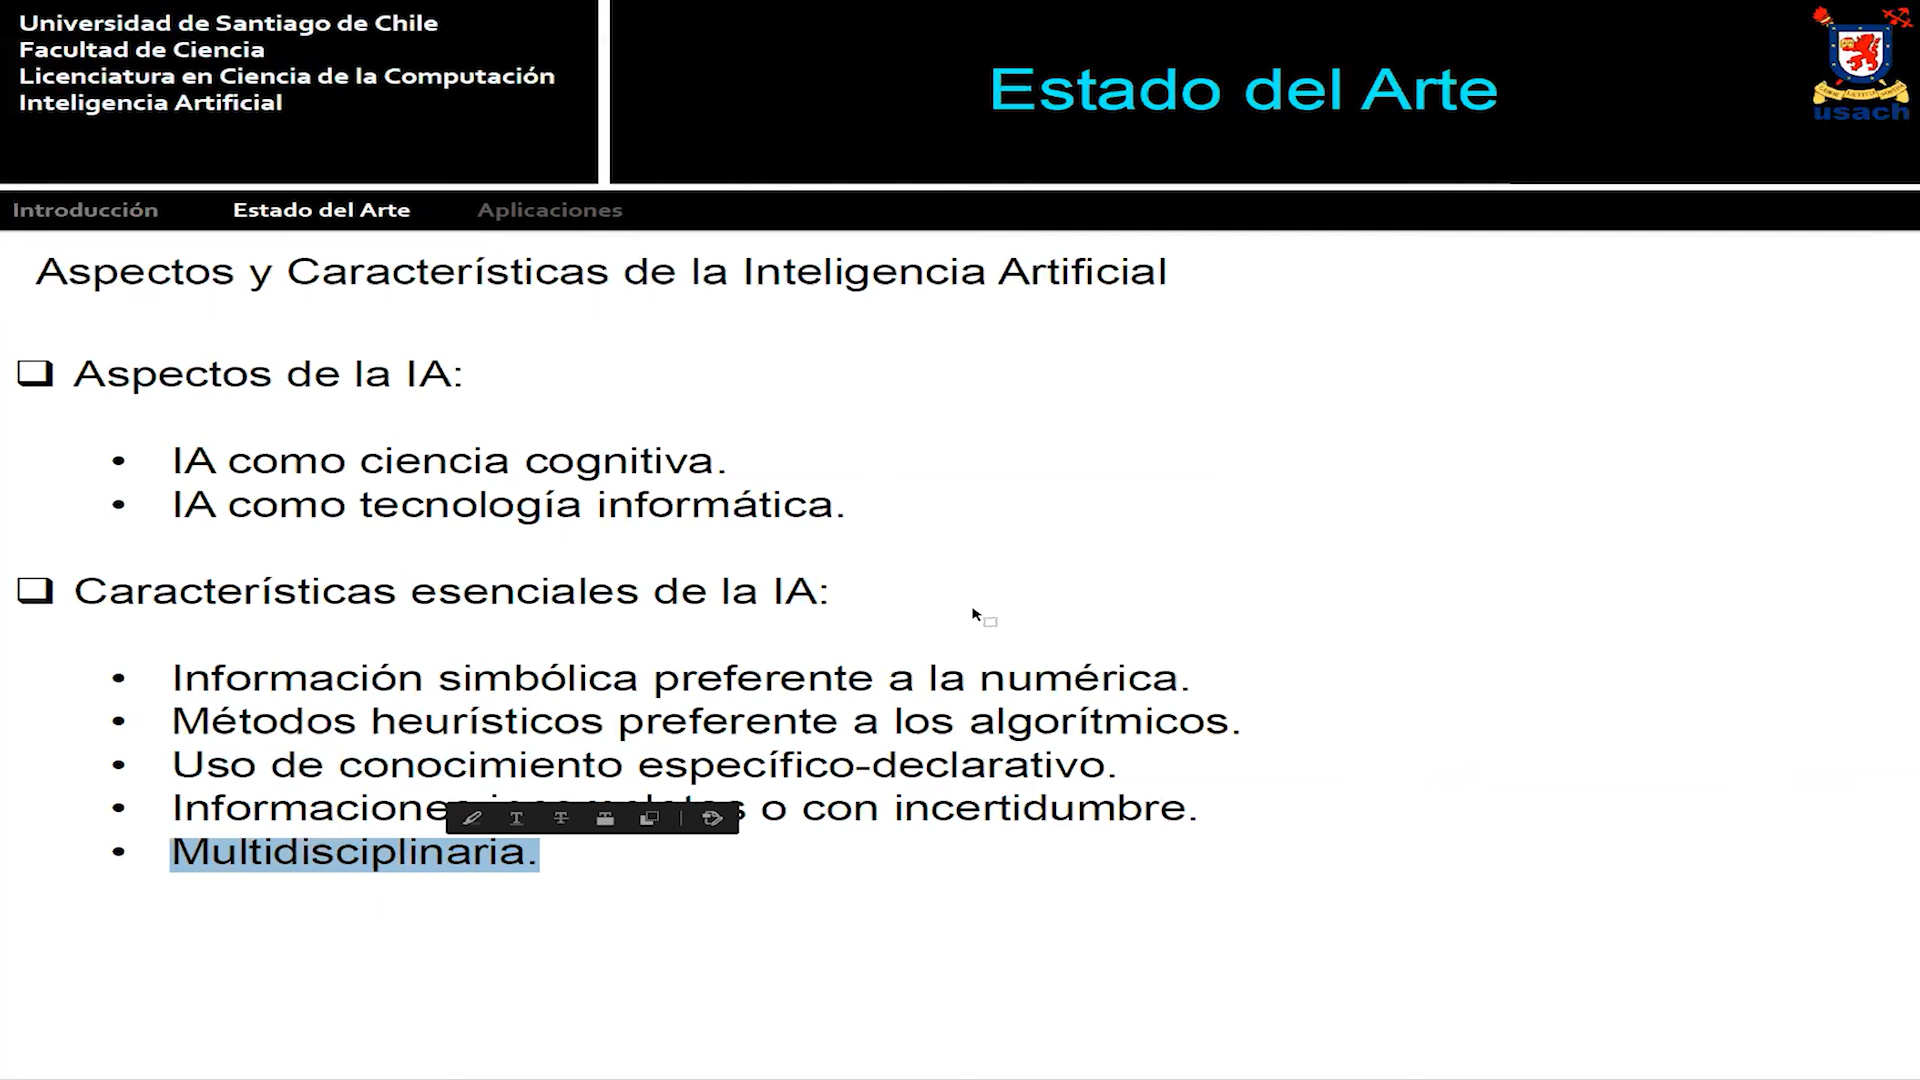 Universidad de Santiago de Chile
Facultad de Ciencia
Licenciatura en Ciencia de la Computación
Inteligencia Artificial
Estado del Arte
usach
Introducción Estado del Arte Aplicaciones
Aspectos y Características de la Inteligencia Artificial
❑ Aspectos de la IA:
• IA como ciencia cognitiva.
• IA como tecnología informática.
❑ Características esenciales de la IA:
• Información simbólica preferente a la numérica.
• Métodos heurísticos preferente a los algorítmicos.
• Uso de conocimiento específico-declarativo.
• Informaciones o con incertidumbre.
• Multidisciplinaria.